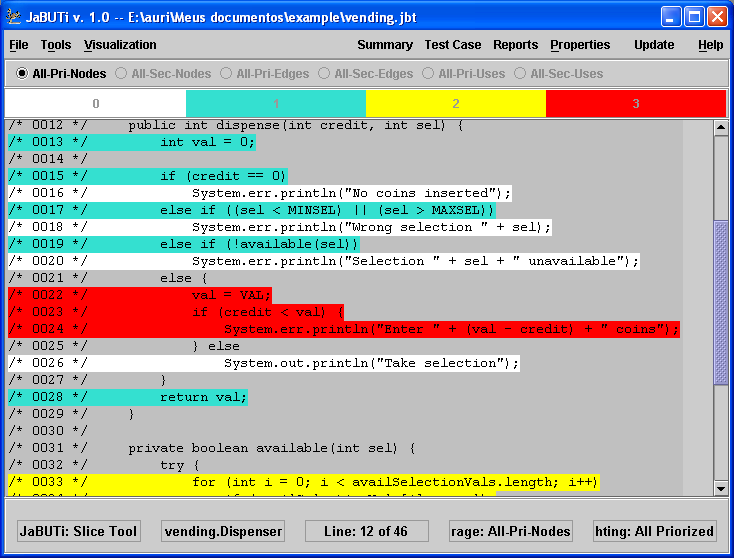 JaBUTi v. 1.0 -- E:\auri\Meus documentos\example\vending.jbt
File Tools Visualization Summary Test Case Reports Properties Update Help
All-Pri-Nodes All-Sec-Nodes All-Pri-Edges All-Sec-Edges All-Pri-Uses All-Sec-Uses
0 1 2 3
/* 0012 */ public int dispense(int credit, int sel) {
/* 0013 */ int val = 0;
/* 0014 */
/* 0015 */ if (credit == 0)
/* 0016 */ System.err.println("No coins inserted");
/* 0017 */ else if ((sel < MINSEL) || (sel > MAXSEL))
/* 0018 */ System.err.println("Wrong selection " + sel);
/* 0019 */ else if (!available(sel))
/* 0020 */ System.err.println("Selection " + sel + " unavailable");
/* 0021 */ else {
/* 0022 */ val = VAL;
/* 0023 */ if (credit < val) {
/* 0024 */ System.err.println("Enter " + (val - credit) + " coins");
/* 0025 */ } else
/* 0026 */ System.out.println("Take selection");
/* 0027 */ }
/* 0028 */ return val;
/* 0029 */ }
/* 0030 */
/* 0031 */ private boolean available(int sel) {
/* 0032 */ try {
/* 0033 */ for (int i = 0; i < availSelectionVals.length; i++)
JaBUTi: Slice Tool vending.Dispenser Line: 12 of 46 rage: All-Pri-Nodes hting: All Priorized